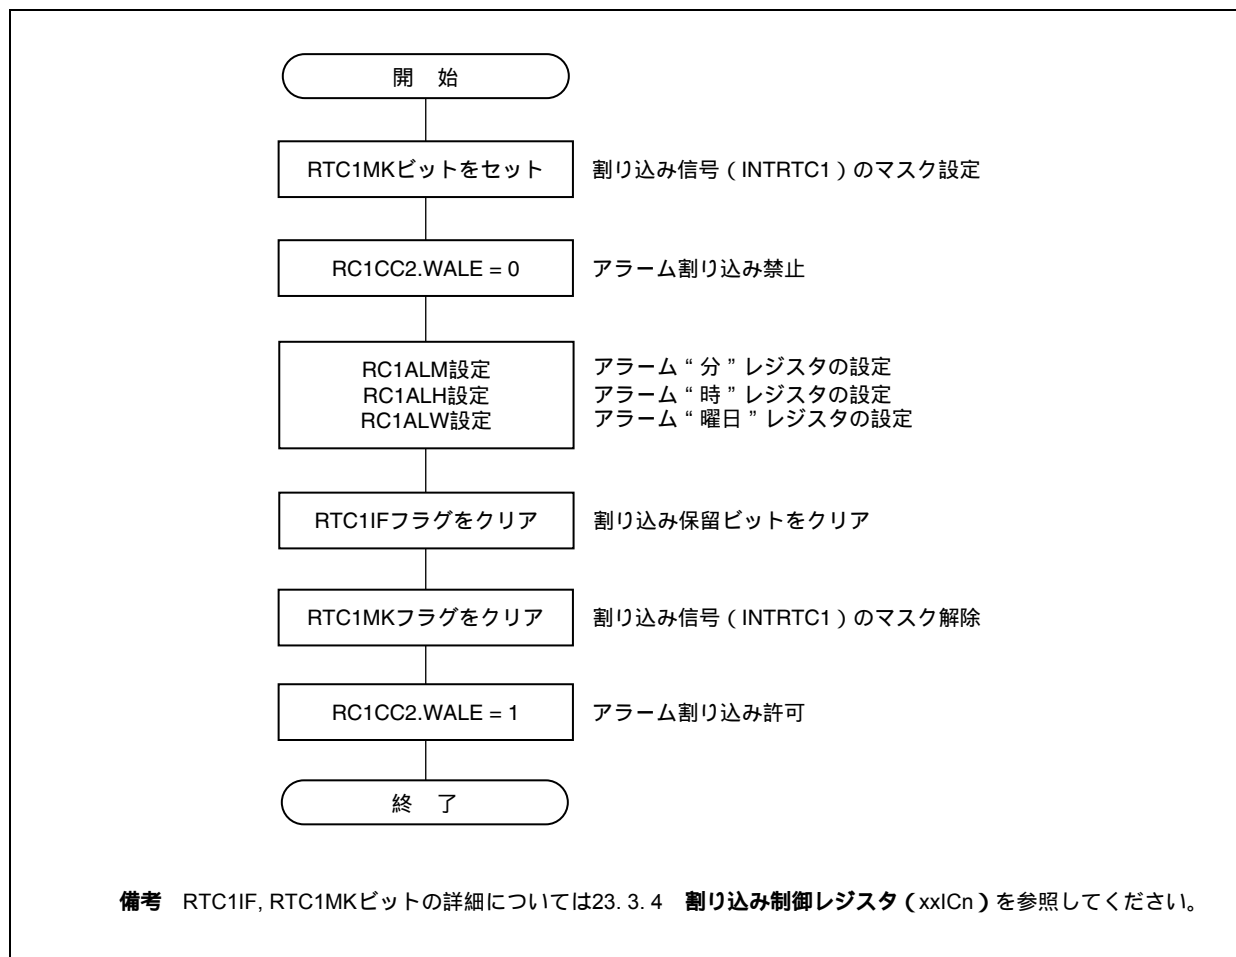 開 始
RTC1MKビットをセット 割り込み信号(INTRTC1)のマスク設定
RC1CC2.WALE = 0 アラーム割り込み禁止
RC1ALM設定 アラーム“分”レジスタの設定
RC1ALH設定 アラーム“時”レジスタの設定
RC1ALW設定 アラーム“曜日”レジスタの設定
RTC1IFフラグをクリア 割り込み保留ビットをクリア
RTC1MKフラグをクリア 割り込み信号(INTRTC1)のマスク解除
RC1CC2.WALE = 1 アラーム割り込み許可
終 了
備考 RTC1IF, RTC1MKビットの詳細については23. 3. 4 割り込み制御レジスタ(xxICn)を参照してください。